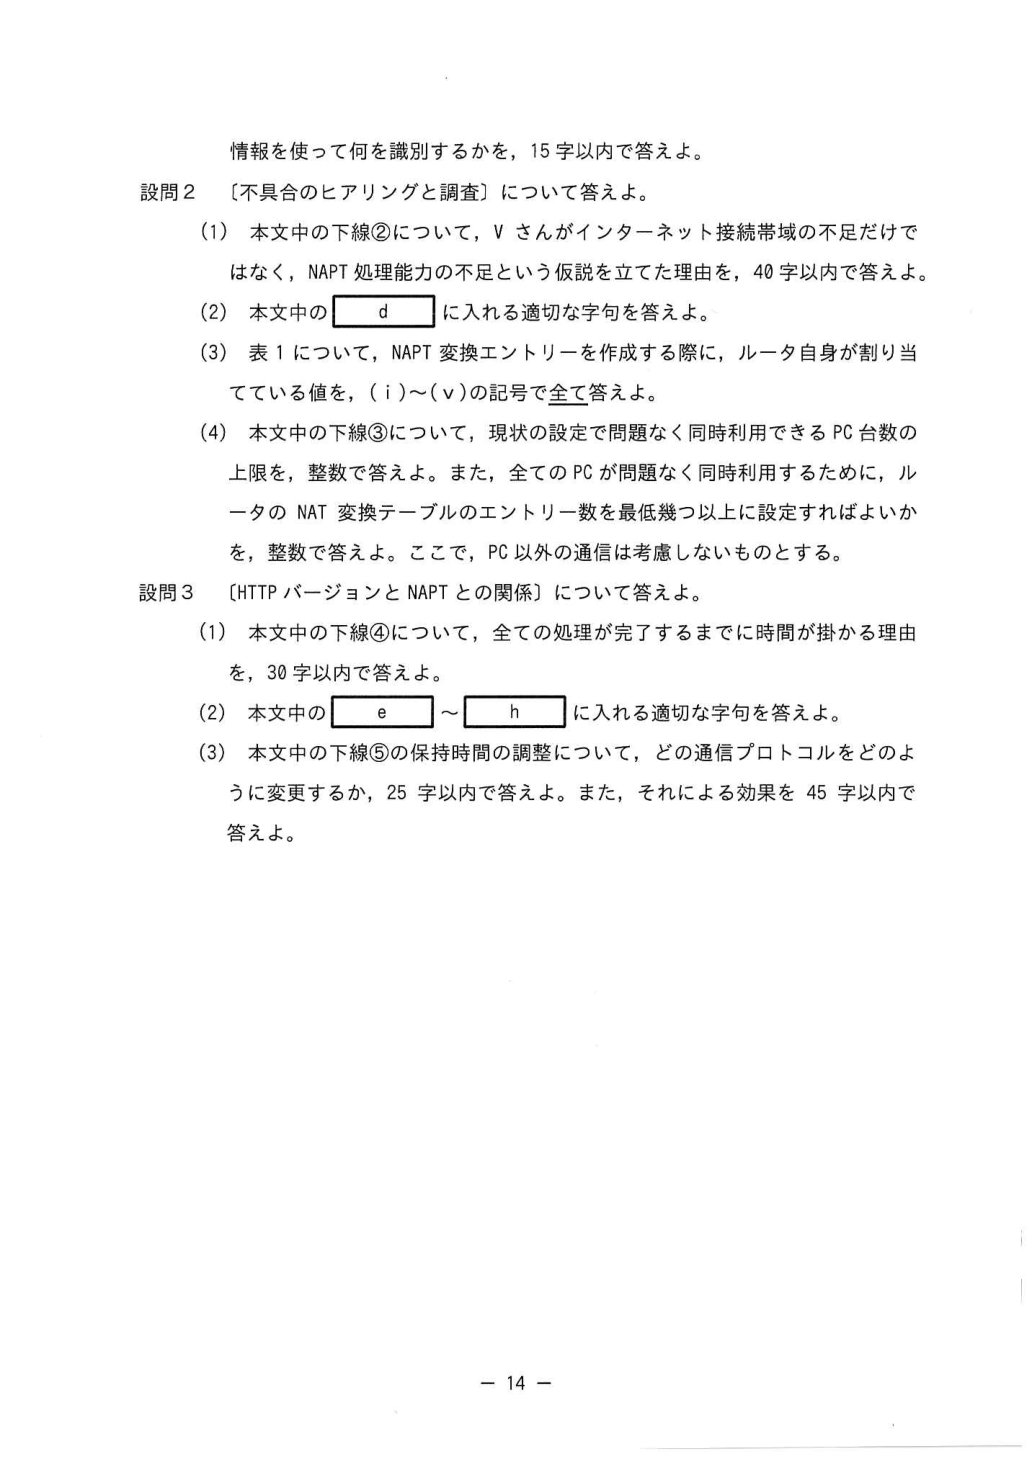 情報を使って何を識別するかを，15 字以内で答えよ。
設問２ 〔不具合のヒアリングと調査〕について答えよ。
(1) 本文中の下線②について，V さんがインターネット接続帯域の不足だけで
はなく，NAPT 処理能力の不足という仮説を立てた理由を，40 字以内で答えよ。
(2) 本文中の d に入れる適切な字句を答えよ。
(3) 表 1 について，NAPT 変換エントリーを作成する際に，ルータ自身が割り当
てている値を，(ⅰ)～(ⅴ)の記号で全て答えよ。
(4) 本文中の下線③について，現状の設定で問題なく同時利用できる PC 台数の
上限を，整数で答えよ。また，全ての PC が問題なく同時利用するために，ル
ータの NAT 変換テーブルのエントリー数を最低幾つ以上に設定すればよいか
を，整数で答えよ。ここで，PC 以外の通信は考慮しないものとする。
設問３ 〔HTTP バージョンと NAPT との関係〕について答えよ。
(1) 本文中の下線④について，全ての処理が完了するまでに時間が掛かる理由
を，30 字以内で答えよ。
(2) 本文中の e ～ h に入れる適切な字句を答えよ。
(3) 本文中の下線⑤の保持時間の調整について，どの通信プロトコルをどのよ
うに変更するか，25 字以内で答えよ。また，それによる効果を 45 字以内で
答えよ。
－ 14 －